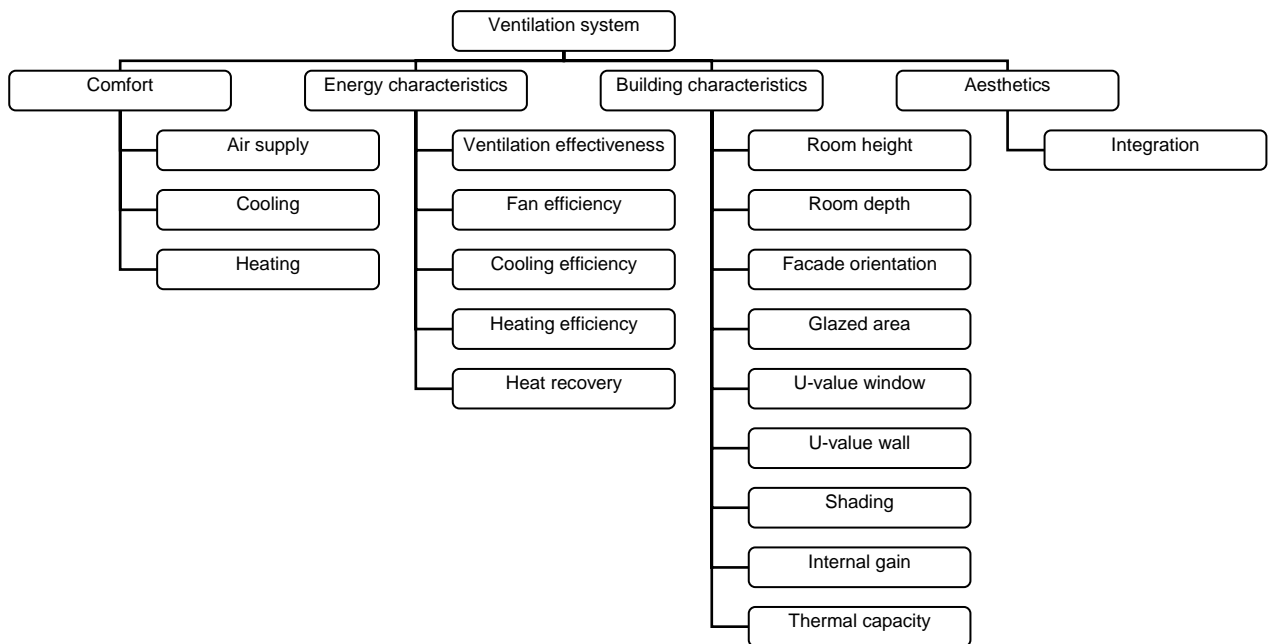 Ventilation system
Comfort
Energy characteristics
Building characteristics
Aesthetics
Air supply
Ventilation effectiveness
Room height
Integration
Cooling
Fan efficiency
Room depth
Heating
Cooling efficiency
Facade orientation
Heating efficiency
Glazed area
Heat recovery
U-value window
U-value wall
Shading
Internal gain
Thermal capacity